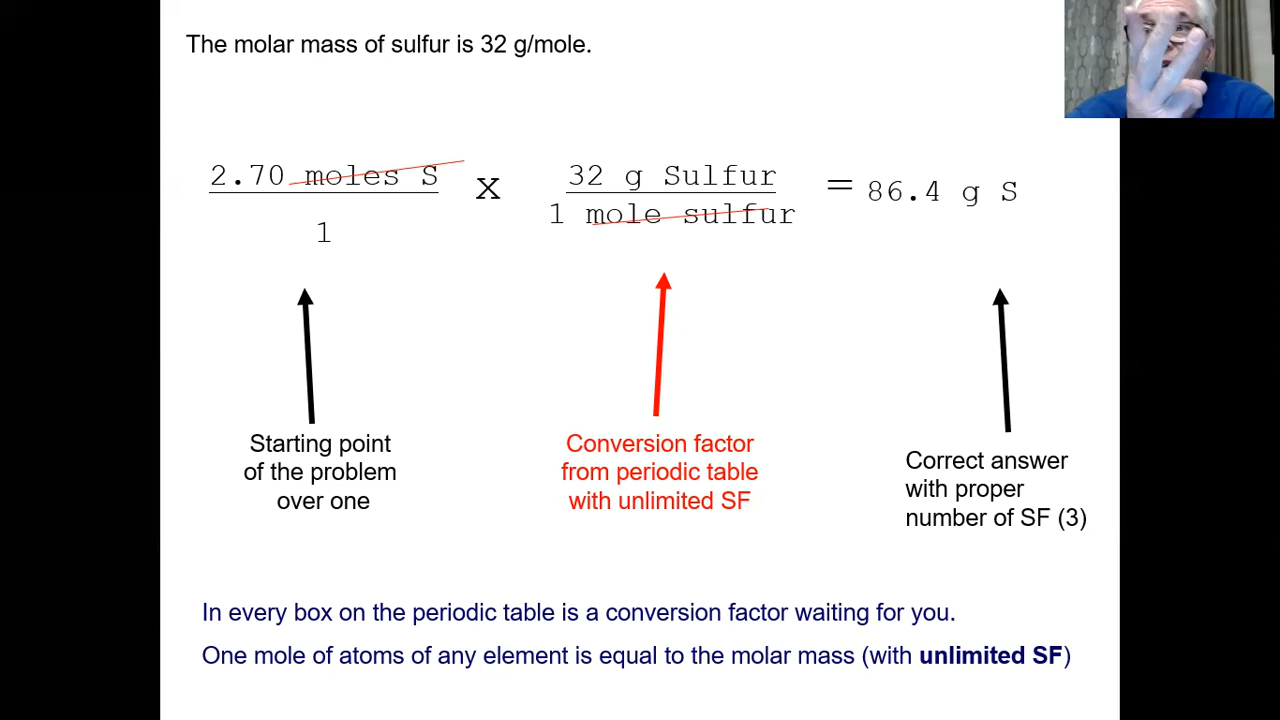 The molar mass of sulfur is 32 g/mole.
2.70 moles S x 32 g Sulfur = 86.4 g S
1 1 mole sulfur
Starting point
of the problem
over one
Conversion factor
from periodic table
with unlimited SF
Correct answer
with proper
number of SF (3)
In every box on the periodic table is a conversion factor waiting for you.
One mole of atoms of any element is equal to the molar mass (with unlimited SF)